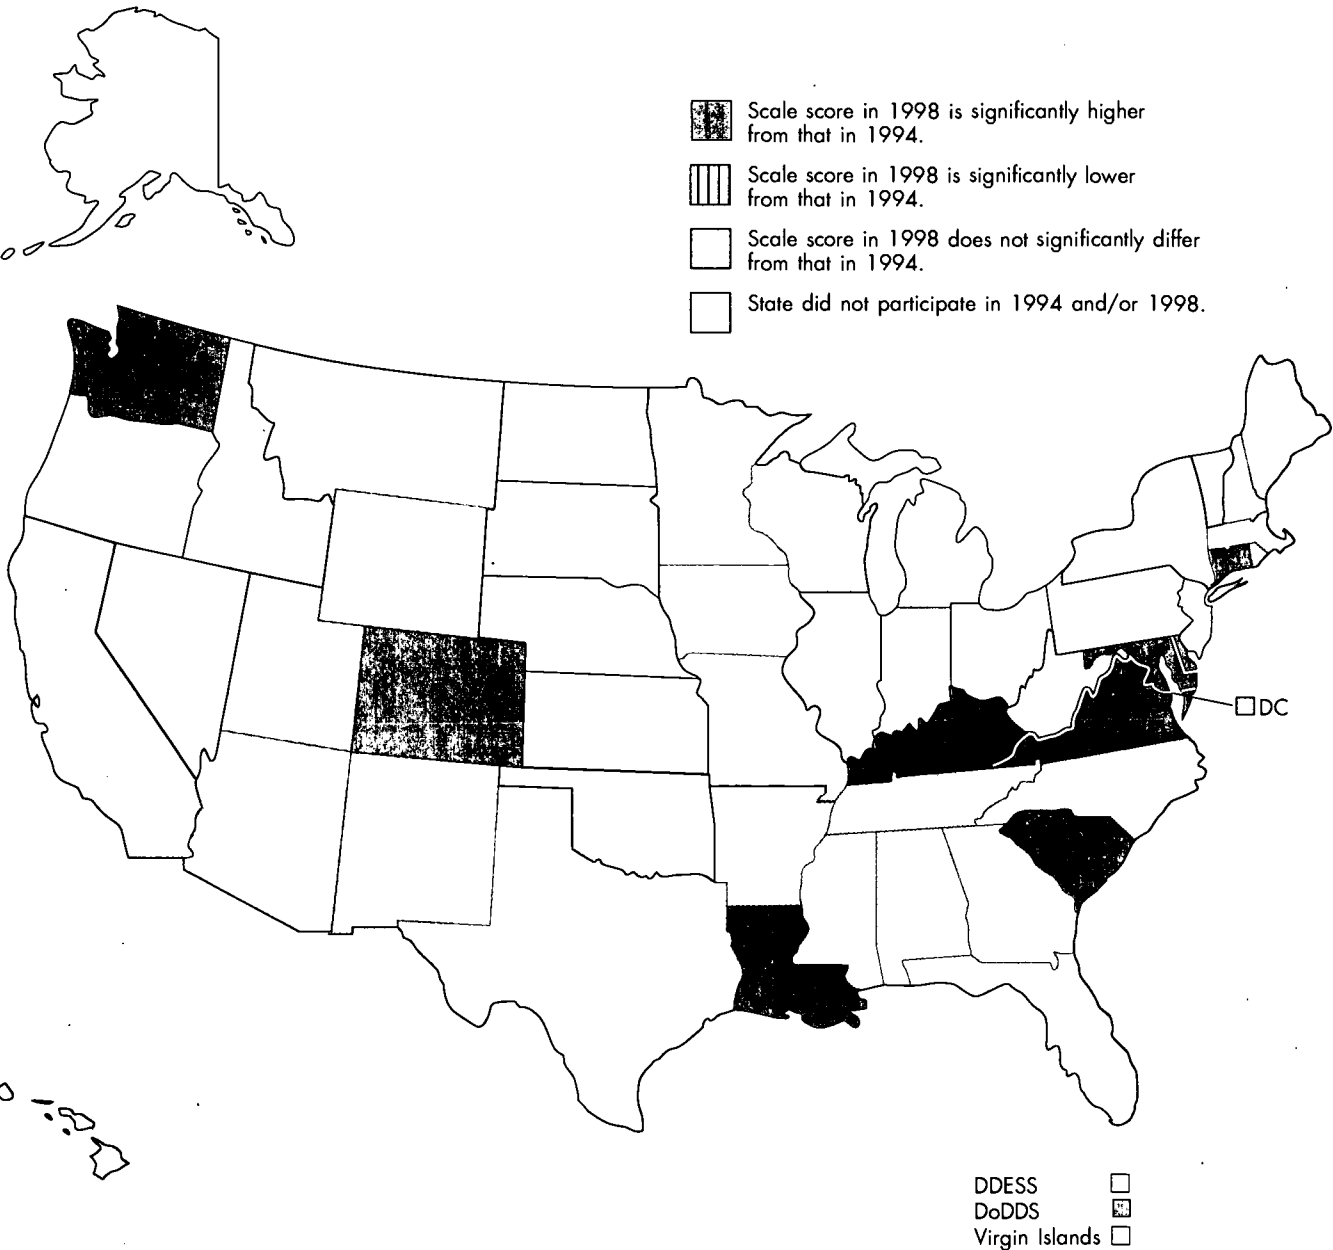 Scale score in 1998 is significantly higher
from that in 1994.
Scale score in 1998 is significantly lower
from that in 1994.
Scale score in 1998 does not significantly differ
from that in 1994.
State did not participate in 1994 and/or 1998.
DC
DDESS
DoDDS
Virgin Islands